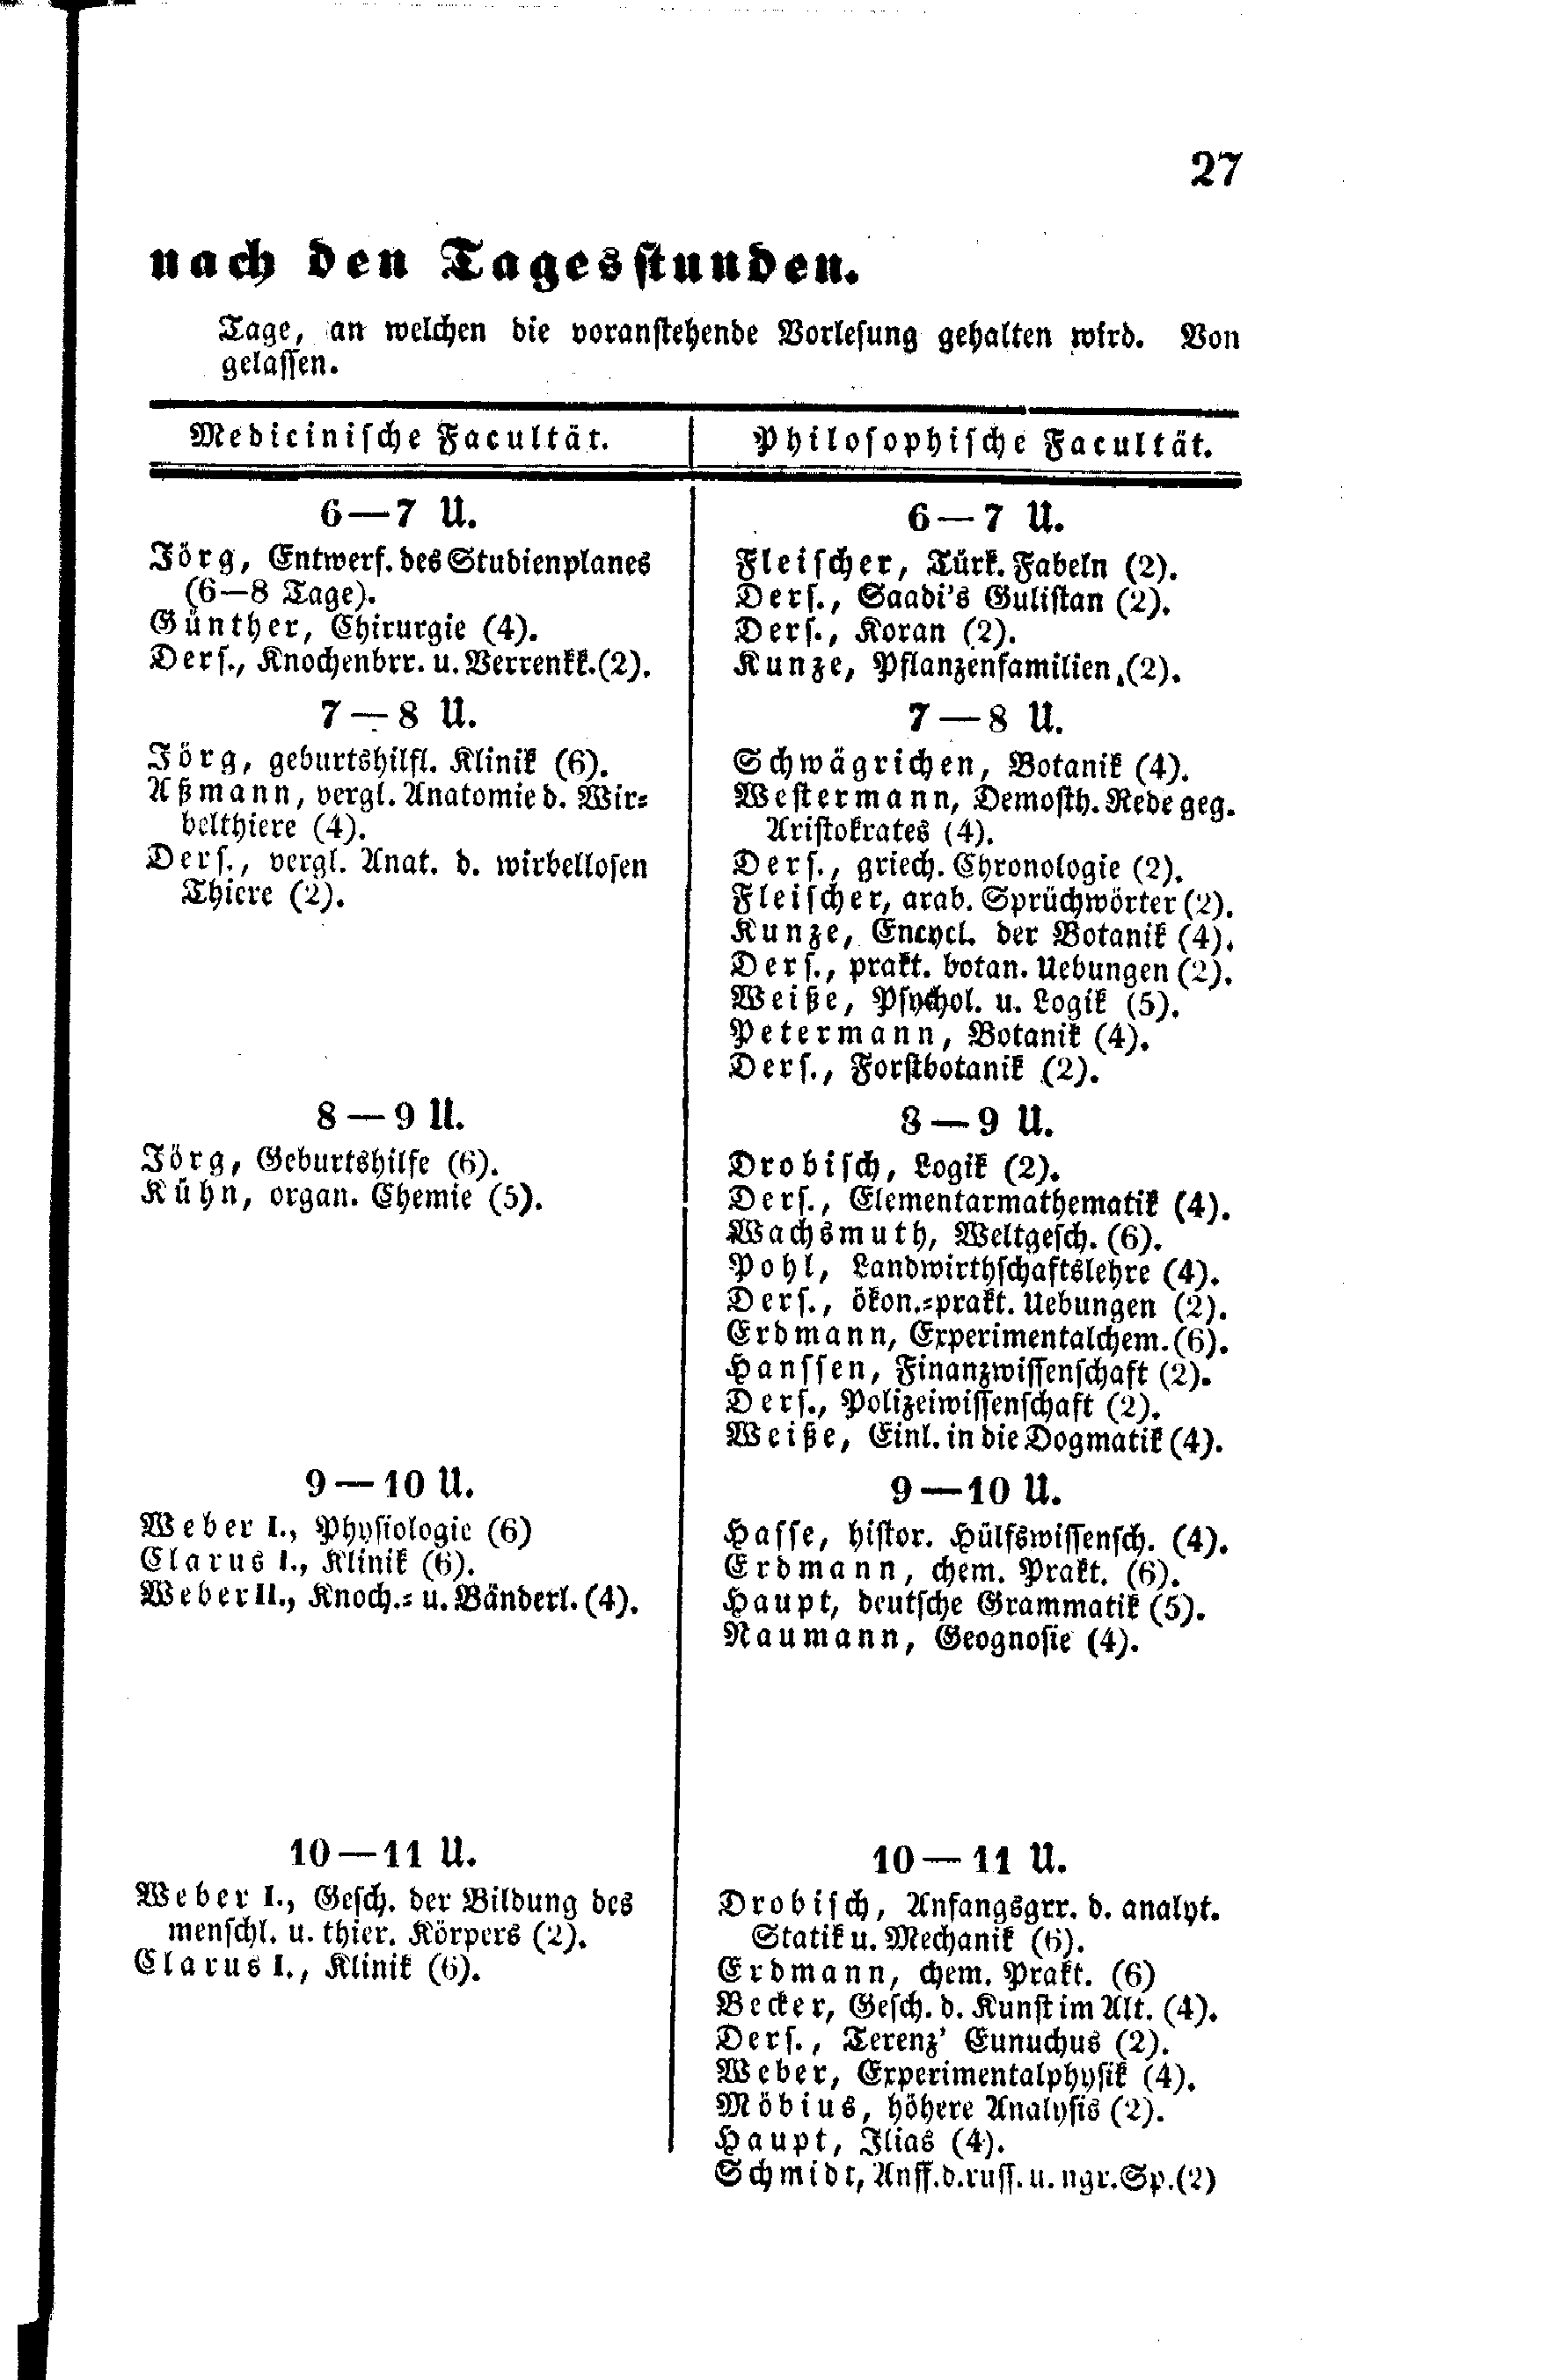 27
nach den Tagesstunden.
Tage, an welchen die voranstehende Vorlesung gehalten wird. Von
gelassen.
Medicinische Facultät.
6—7 U.
Jörg, Entwerf. des Studienplanes
(6—8 Tage).
Günther, Chirurgie (4).
Ders., Knochenbrr. u. Verrenkk. (2).
7—8 U.
Jörg, geburtshilfl. Klinik (6).
Aßmann, vergl. Anatomie d. Wir-
belthiere (4).
Ders., vergl. Anat. d. wirbellosen
Thiere (2).
8—9 U.
Jörg, Geburtshilfe (6).
Kühn, organ. Chemie (5).
9—10 U.
Weber I., Physiologie (6)
Clarus I., Klinik (6).
Weber II., Knoch.- u. Bänderl. (4).
10—11 U.
Weber I., Gesch. der Bildung des
menschl. u. thier. Körpers (2).
Clarus I., Klinik (6).
Philosophische Facultät.
6—7 U.
Fleischer, Türk. Fabeln (2).
Ders., Saadi's Gulistan (2).
Ders., Koran (2).
Kunze, Pflanzenfamilien (2).
7—8 U.
Schwägrichen, Botanik (4).
Westermann, Demosth. Rede geg.
Aristokrates (4).
Ders., griech. Chronologie (2).
Fleischer, arab. Sprüchwörter (2).
Kunze, Encycl. der Botanik (4).
Ders., prakt. botan. Uebungen (2).
Weiße, Psychol. u. Logik (5).
Petermann, Botanik (4).
Ders., Forstbotanik (2).
8—9 U.
Drobisch, Logik (2).
Ders., Elementarmathematik (4).
Wachsmuth, Weltgesch. (6).
Pohl, Landwirthschaftslehre (4).
Ders., ökon.-prakt. Uebungen (2).
Erdmann, Experimentalchem. (6).
Hanssen, Finanzwissenschaft (2).
Ders., Polizeiwissenschaft (2).
Weiße, Einl. in die Dogmatik (4).
9—10 U.
Hasse, histor. Hülfswissensch. (4).
Erdmann, chem. Prakt. (6).
Haupt, deutsche Grammatik (5).
Naumann, Geognosie (4).
10—11 U.
Drobisch, Anfangsgrr. d. analyt.
Statik u. Mechanik (6).
Erdmann, chem. Prakt. (6)
Becker, Gesch. d. Kunst im Alt. (4).
Ders., Terenz' Eunuchus (2).
Weber, Experimentalphysik (4).
Möbius, höhere Analysis (2).
Haupt, Ilias (4).
Schmidt, Anff. d. russ. u. ngr. Sp. (2)